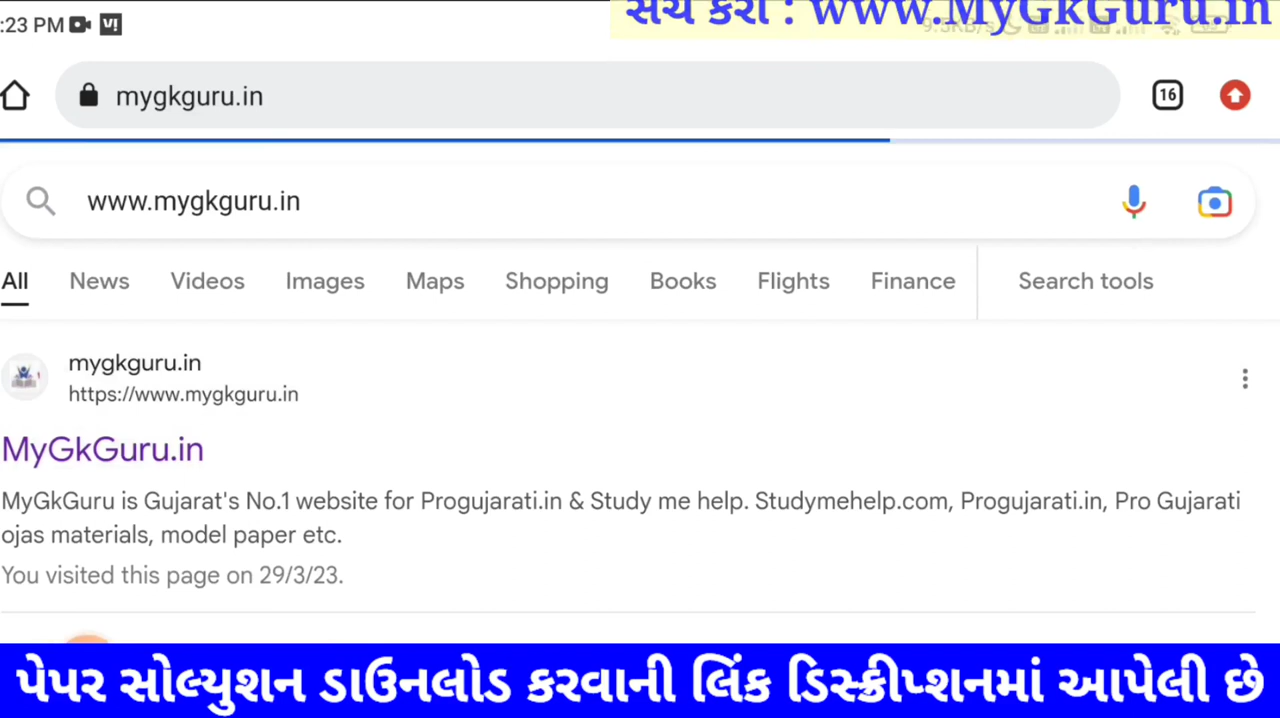 :23 PM
સર્ચ કરો : www.MyGkGuru.in
mygkguru.in
16
www.mygkguru.in
All News Videos Images Maps Shopping Books Flights Finance Search tools
mygkguru.in
https://www.mygkguru.in
MyGkGuru.in
MyGkGuru is Gujarat's No.1 website for Progujarati.in & Study me help. Studymehelp.com, Progujarati.in, Pro Gujarati
ojas materials, model paper etc.
You visited this page on 29/3/23.
પેપર સોલ્યુશન ડાઉનલોડ કરવાની લિંક ડિસ્ક્રીપ્શનમાં આપેલી છે